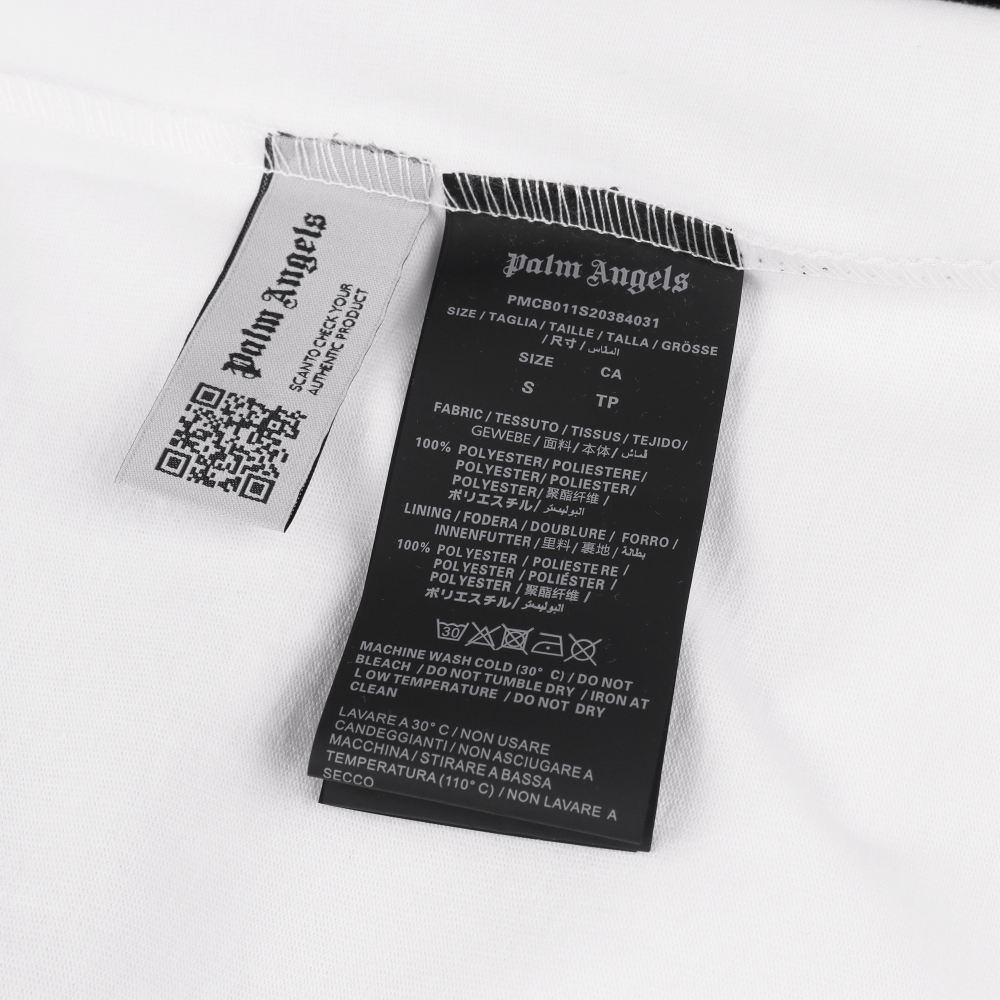 Palm Angels
SCAN TO CHECK YOUR
AUTHENTIC PRODUCT
Palm Angels
PMCB011S20384031
SIZE / TAGLIA / TAILLE / TALLA / GRÖSSE
/ 尺寸 / المقاس
SIZE CA
S TP
FABRIC / TESSUTO / TISSUS / TEJIDO/
GEWEBE / 面料 / 本体 / قماش
100% POLYESTER/ POLIESTERE/
POLYESTER/ POLIESTER/
POLYESTER/ 聚酯纤维 /
ポリエステル/ البوليستر
LINING / FODERA / DOUBLURE / FORRO /
INNENFUTTER / 里料 / 裏地 / بطانة
100% POLYESTER / POLIESTERE /
POLYESTER / POLIÉSTER /
POLYESTER / 聚酯纤维 /
ポリエステル/ البوليستر
30
MACHINE WASH COLD (30° C) / DO NOT
BLEACH / DO NOT TUMBLE DRY / IRON AT
LOW TEMPERATURE / DO NOT DRY
CLEAN
LAVARE A 30° C / NON USARE
CANDEGGIANTI / NON ASCIUGARE A
MACCHINA / STIRARE A BASSA
TEMPERATURA (110° C) / NON LAVARE A
SECCO